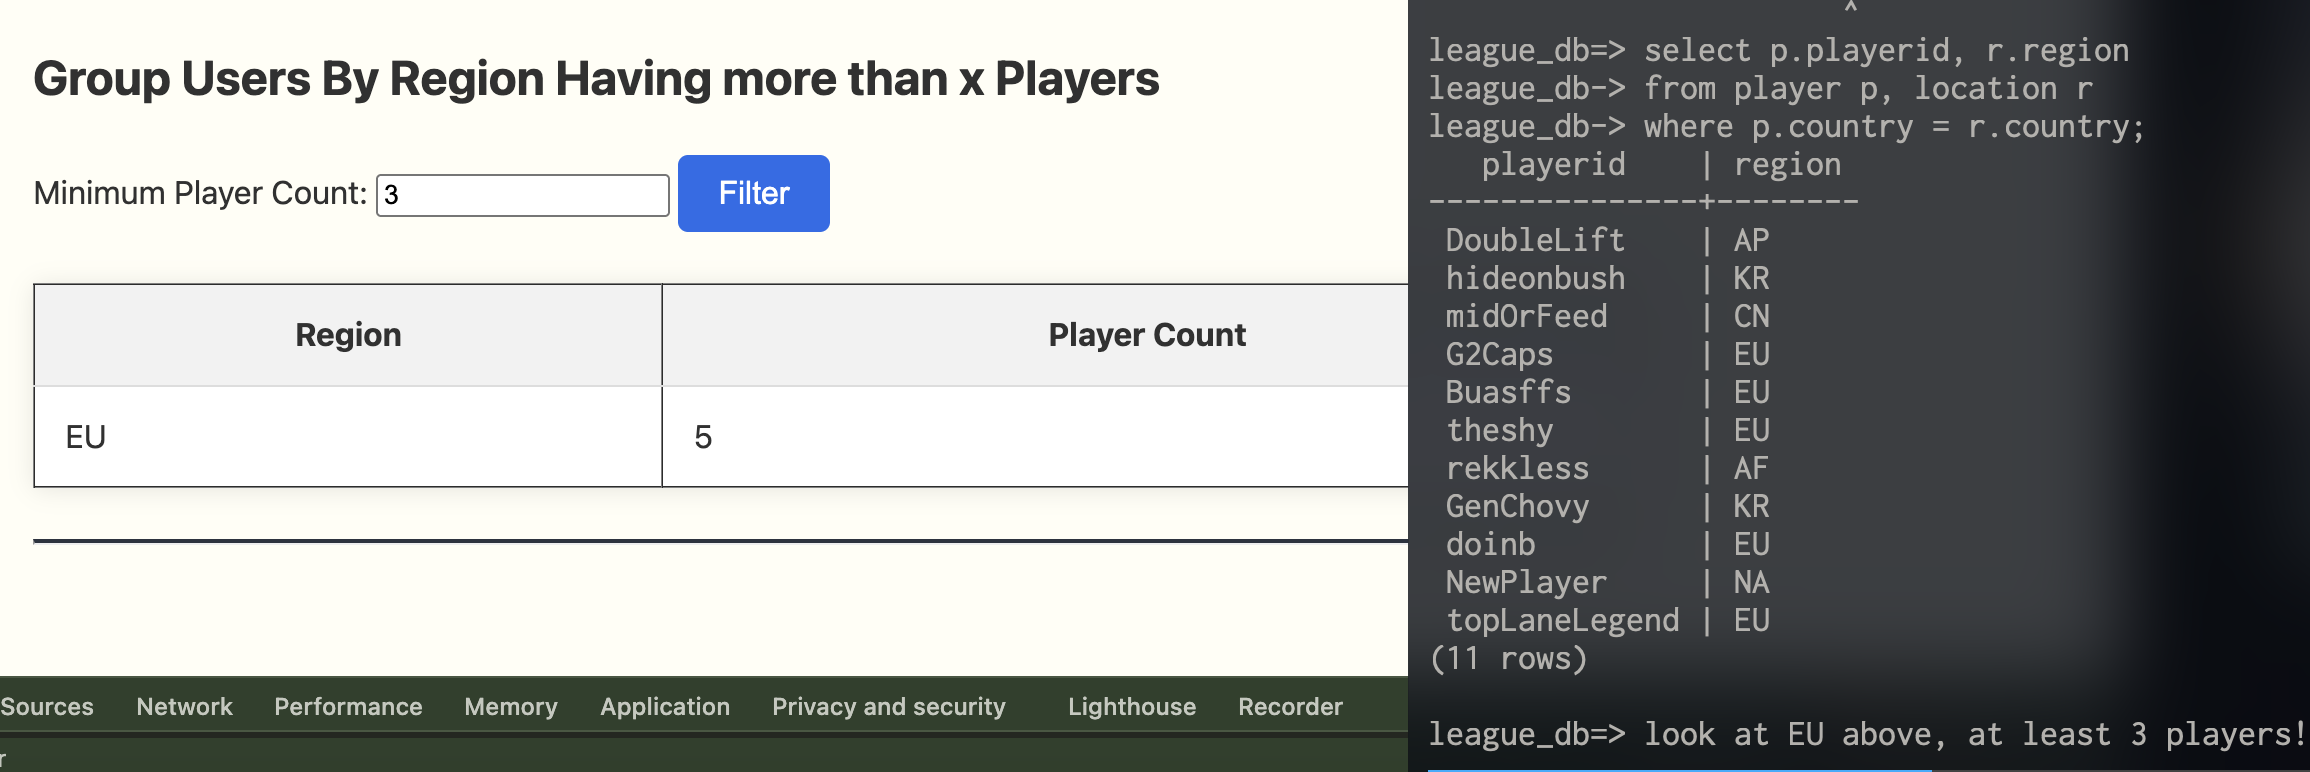 Group Users By Region Having more than x Players
Minimum Player Count: 3 Filter
Region Player Count
EU 5
Sources Network Performance Memory Application Privacy and security Lighthouse Recorder
r
^
league_db=> select p.playerid, r.region
league_db-> from player p, location r
league_db-> where p.country = r.country;
playerid | region
---------------+--------
DoubleLift | AP
hideonbush | KR
midOrFeed | CN
G2Caps | EU
Buasffs | EU
theshy | EU
rekkless | AF
GenChovy | KR
doinb | EU
NewPlayer | NA
topLaneLegend | EU
(11 rows)
league_db=> look at EU above, at least 3 players!